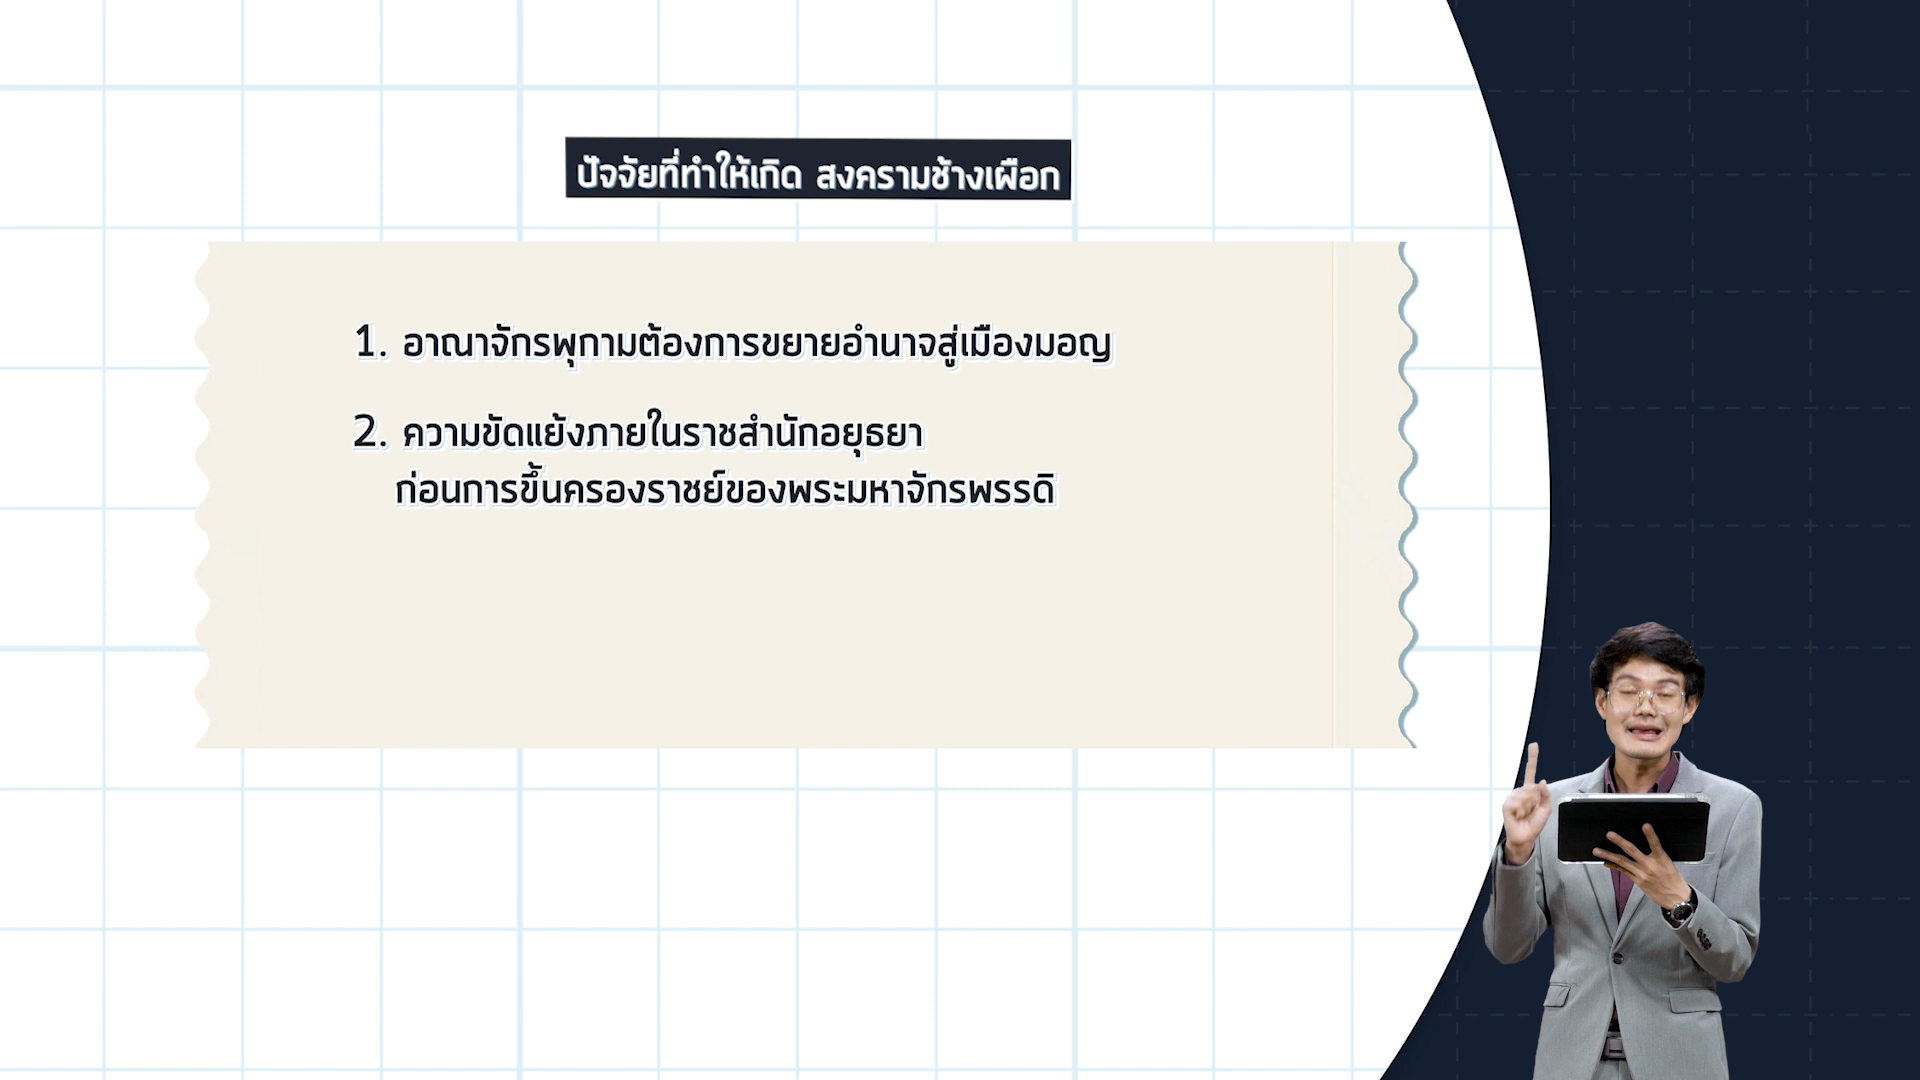 ปัจจัยที่ทำให้เกิด สงครามช้างเผือก
1. อาณาจักรพุกามต้องการขยายอำนาจสู่เมืองมอญ
2. ความขัดแย้งภายในราชสำนักอยุธยา
ก่อนการขึ้นครองราชย์ของพระมหาจักรพรรดิ